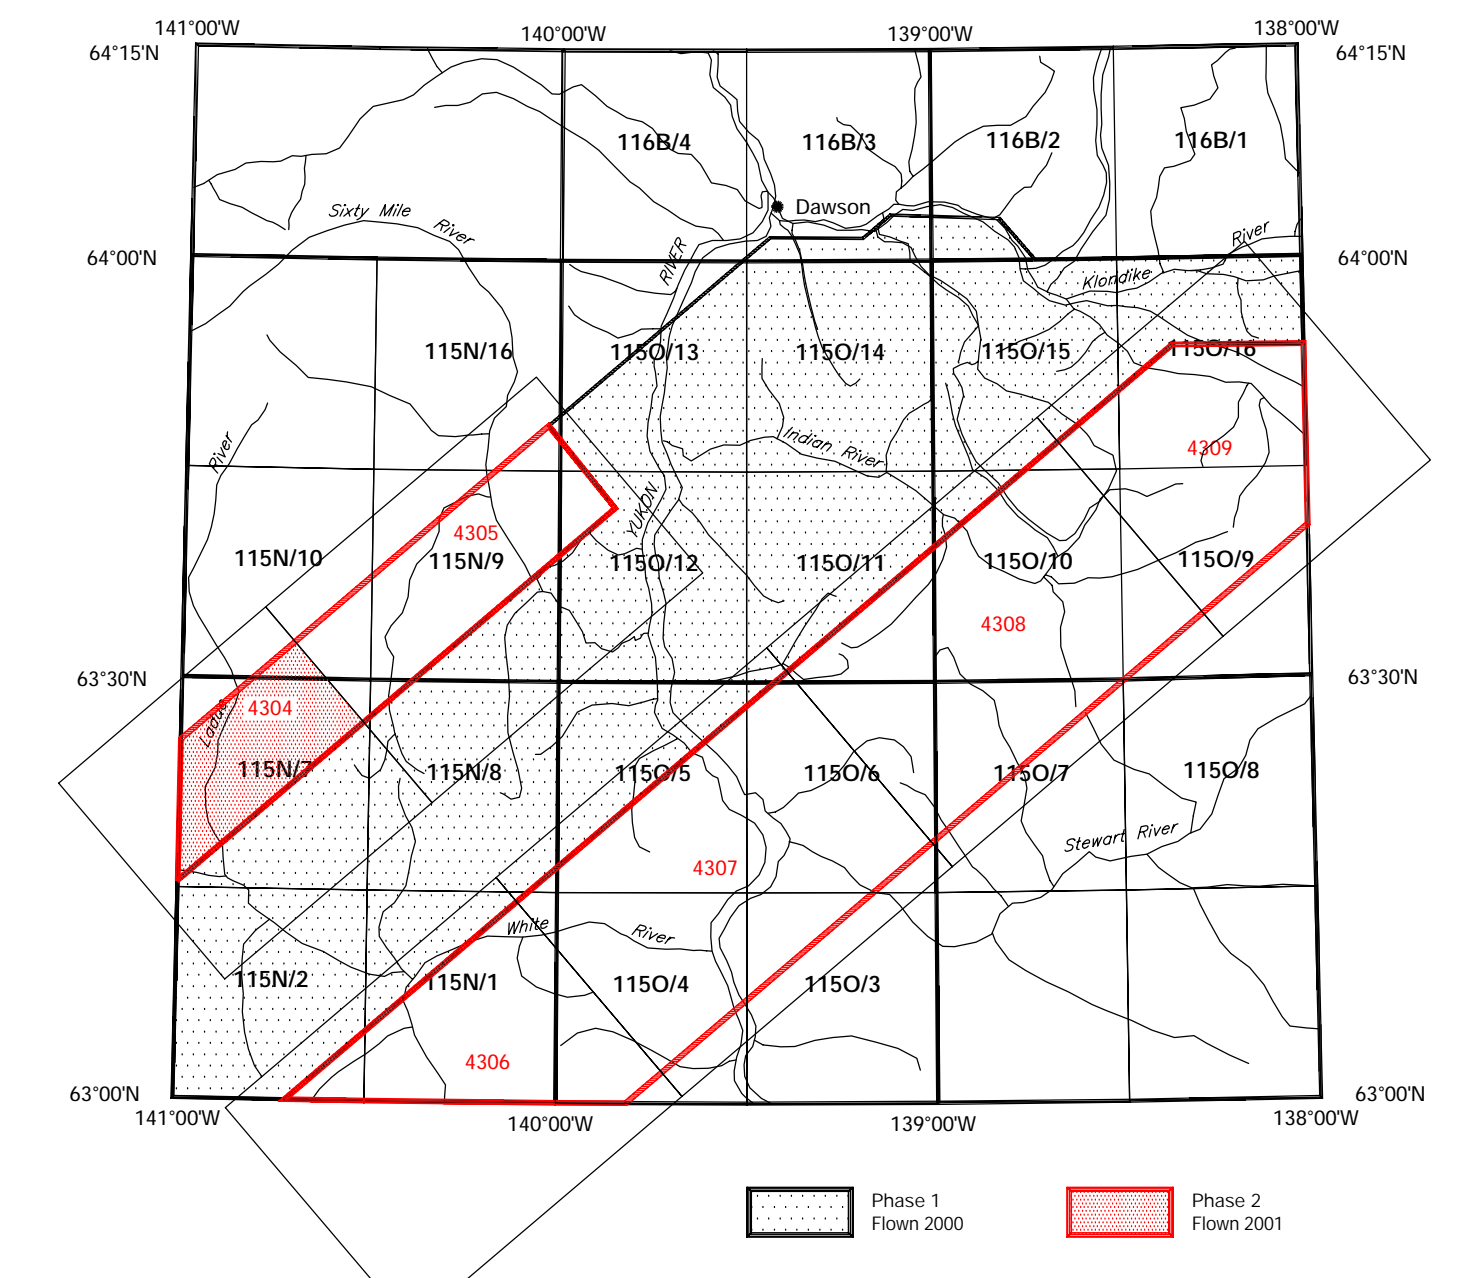 141°00'W
140°00'W
139°00'W
138°00'W
64°15'N
64°15'N
116B/4
116B/3
116B/2
116B/1
Dawson
Sixty Mile
River
RIVER
River
64°00'N
64°00'N
Klondike
115N/16
115O/13
115O/14
115O/15
115O/16
River
Indian River
4309
YUKON
4305
115N/10
115N/9
115O/12
115O/11
115O/10
115O/9
4308
63°30'N
63°30'N
4304
Ladue
115N/7
115N/8
115O/5
115O/6
115O/7
115O/8
Stewart River
4307
White
River
115N/2
115N/1
115O/4
115O/3
4306
63°00'N
63°00'N
141°00'W
140°00'W
139°00'W
138°00'W
Phase 1
Flown 2000
Phase 2
Flown 2001